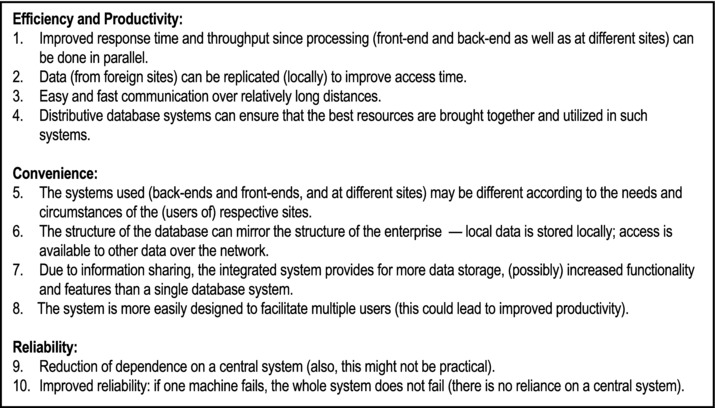 Efficiency and Productivity:
1. Improved response time and throughput since processing (front-end and back-end as well as at different sites) can
be done in parallel.
2. Data (from foreign sites) can be replicated (locally) to improve access time.
3. Easy and fast communication over relatively long distances.
4. Distributive database systems can ensure that the best resources are brought together and utilized in such
systems.
Convenience:
5. The systems used (back-ends and front-ends, and at different sites) may be different according to the needs and
circumstances of the (users of) respective sites.
6. The structure of the database can mirror the structure of the enterprise — local data is stored locally; access is
available to other data over the network.
7. Due to information sharing, the integrated system provides for more data storage, (possibly) increased functionality
and features than a single database system.
8. The system is more easily designed to facilitate multiple users (this could lead to improved productivity).
Reliability:
9. Reduction of dependence on a central system (also, this might not be practical).
10. Improved reliability: if one machine fails, the whole system does not fail (there is no reliance on a central system).